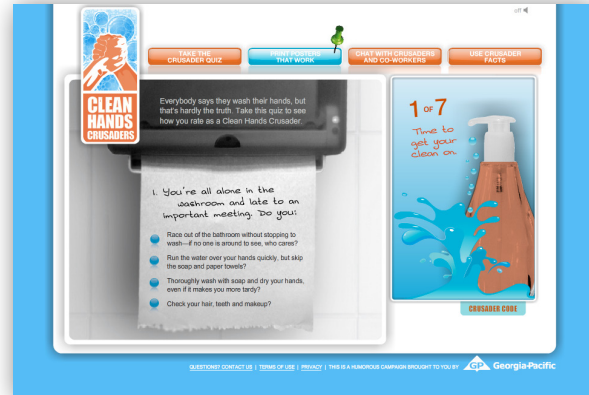 off
TAKE THE
CRUSADER QUIZ
PRINT POSTERS
THAT WORK
CHAT WITH CRUSADERS
AND CO-WORKERS
USE CRUSADER
FACTS
CLEAN
HANDS
CRUSADERS
Everybody says they wash their hands, but
that's hardly the truth. Take this quiz to see
how you rate as a Clean Hands Crusader.
1. You're all alone in the
washroom and late to an
important meeting. Do you:
Race out of the bathroom without stopping to
wash—if no one is around to see, who cares?
Run the water over your hands quickly, but skip
the soap and paper towels?
Thoroughly wash with soap and dry your hands,
even if it makes you more tardy?
Check your hair, teeth and makeup?
1 OF 7
Time to
get your
clean on.
CRUSADER CODE
QUESTIONS? CONTACT US | TERMS OF USE | PRIVACY | THIS IS A HUMOROUS CAMPAIGN BROUGHT TO YOU BY GP Georgia-Pacific